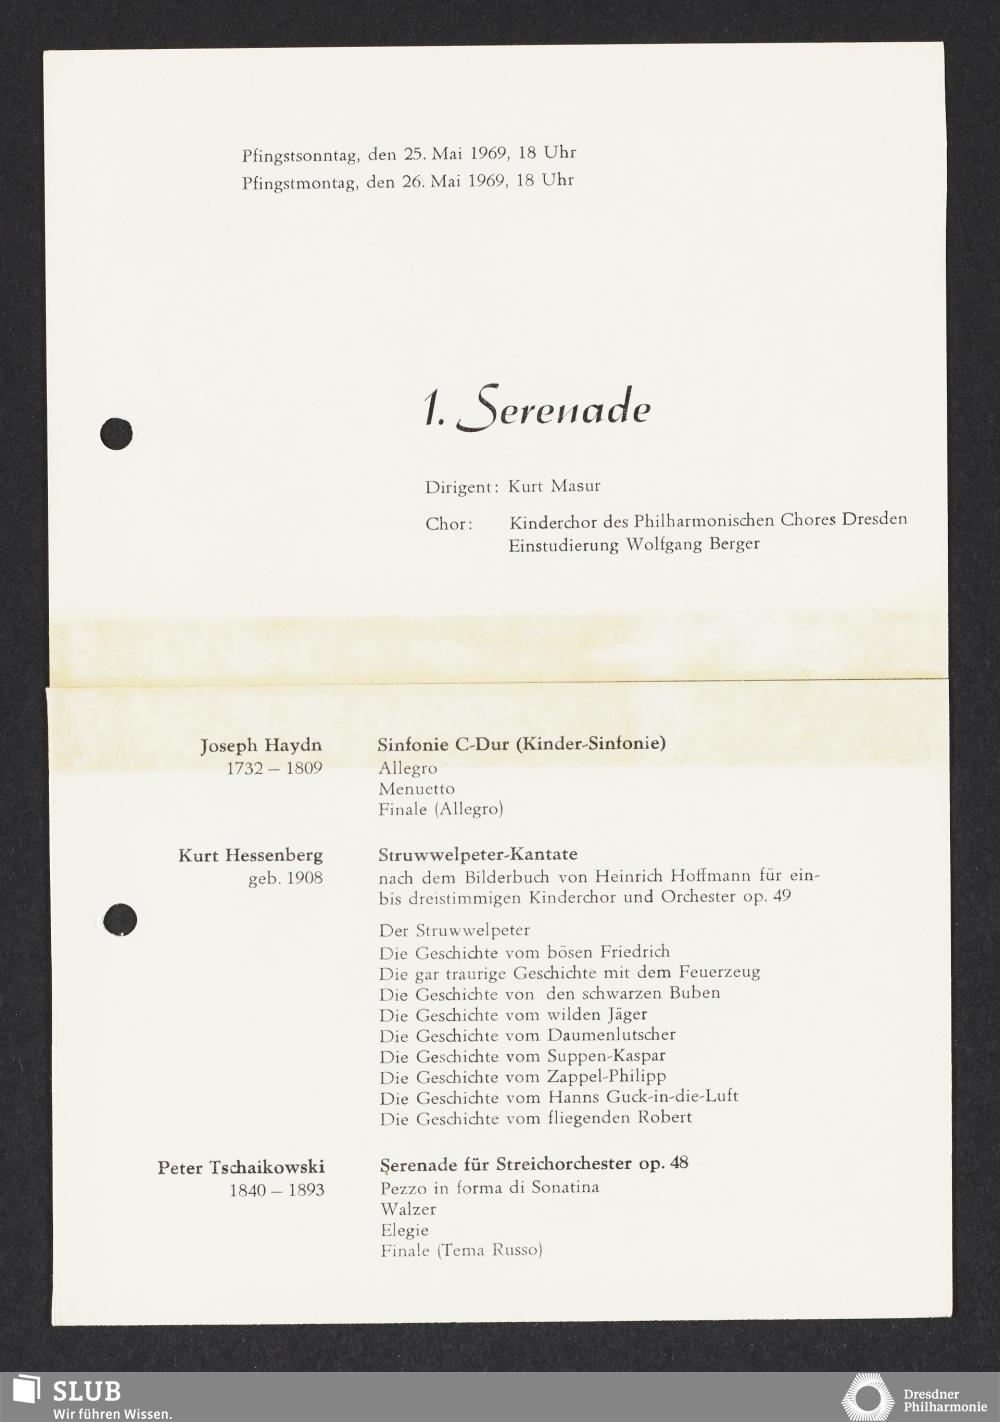 Pfingstsonntag, den 25. Mai 1969, 18 Uhr
Pfingstmontag, den 26. Mai 1969, 18 Uhr
1. Serenade
Dirigent: Kurt Masur
Chor: Kinderchor des Philharmonischen Chores Dresden
Einstudierung Wolfgang Berger
Joseph Haydn Sinfonie C-Dur (Kinder-Sinfonie)
1732 – 1809 Allegro
Menuetto
Finale (Allegro)
Kurt Hessenberg Struwwelpeter-Kantate
geb. 1908 nach dem Bilderbuch von Heinrich Hoffmann für ein-
bis dreistimmigen Kinderchor und Orchester op. 49
Der Struwwelpeter
Die Geschichte vom bösen Friedrich
Die gar traurige Geschichte mit dem Feuerzeug
Die Geschichte von den schwarzen Buben
Die Geschichte vom wilden Jäger
Die Geschichte vom Daumenlutscher
Die Geschichte vom Suppen-Kaspar
Die Geschichte vom Zappel-Philipp
Die Geschichte vom Hanns Guck-in-die-Luft
Die Geschichte vom fliegenden Robert
Peter Tschaikowski Serenade für Streichorchester op. 48
1840 – 1893 Pezzo in forma di Sonatina
Walzer
Elegie
Finale (Tema Russo)
SLUB
Wir führen Wissen.
Dresdner
Philharmonie